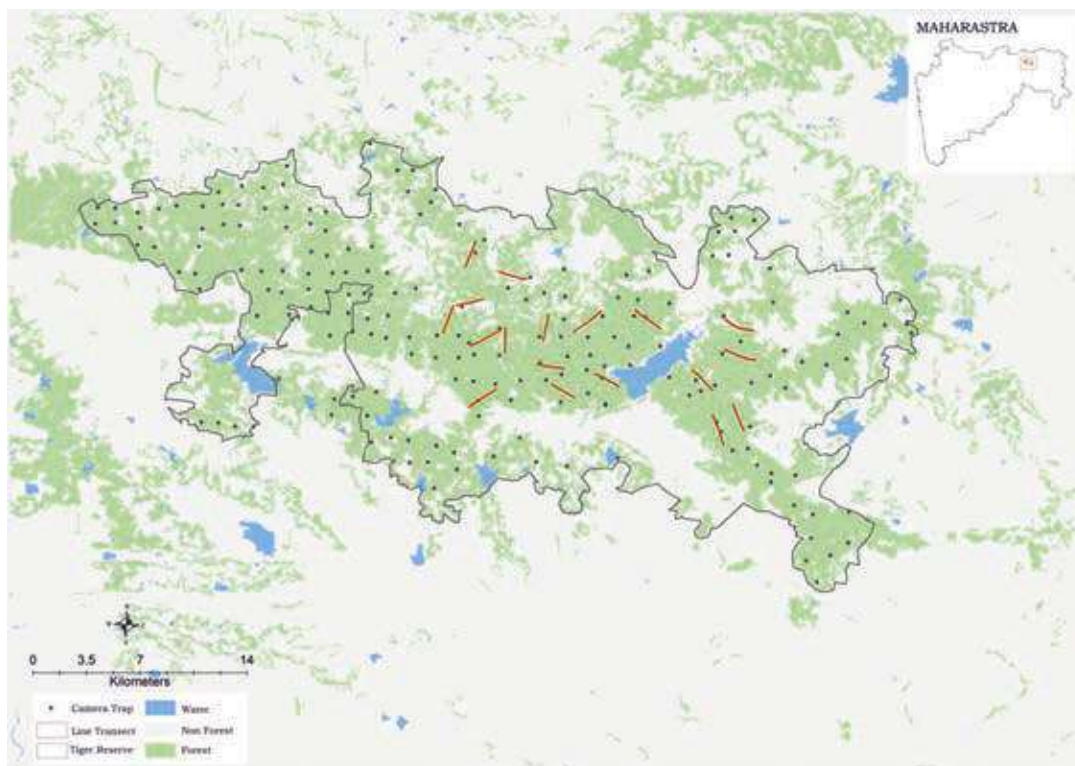 MAHARASTRA
0 3.5 7 14
Kilometers
Camera Trap
Water
Line Transect
Non Forest
Tiger Reserve
Forest